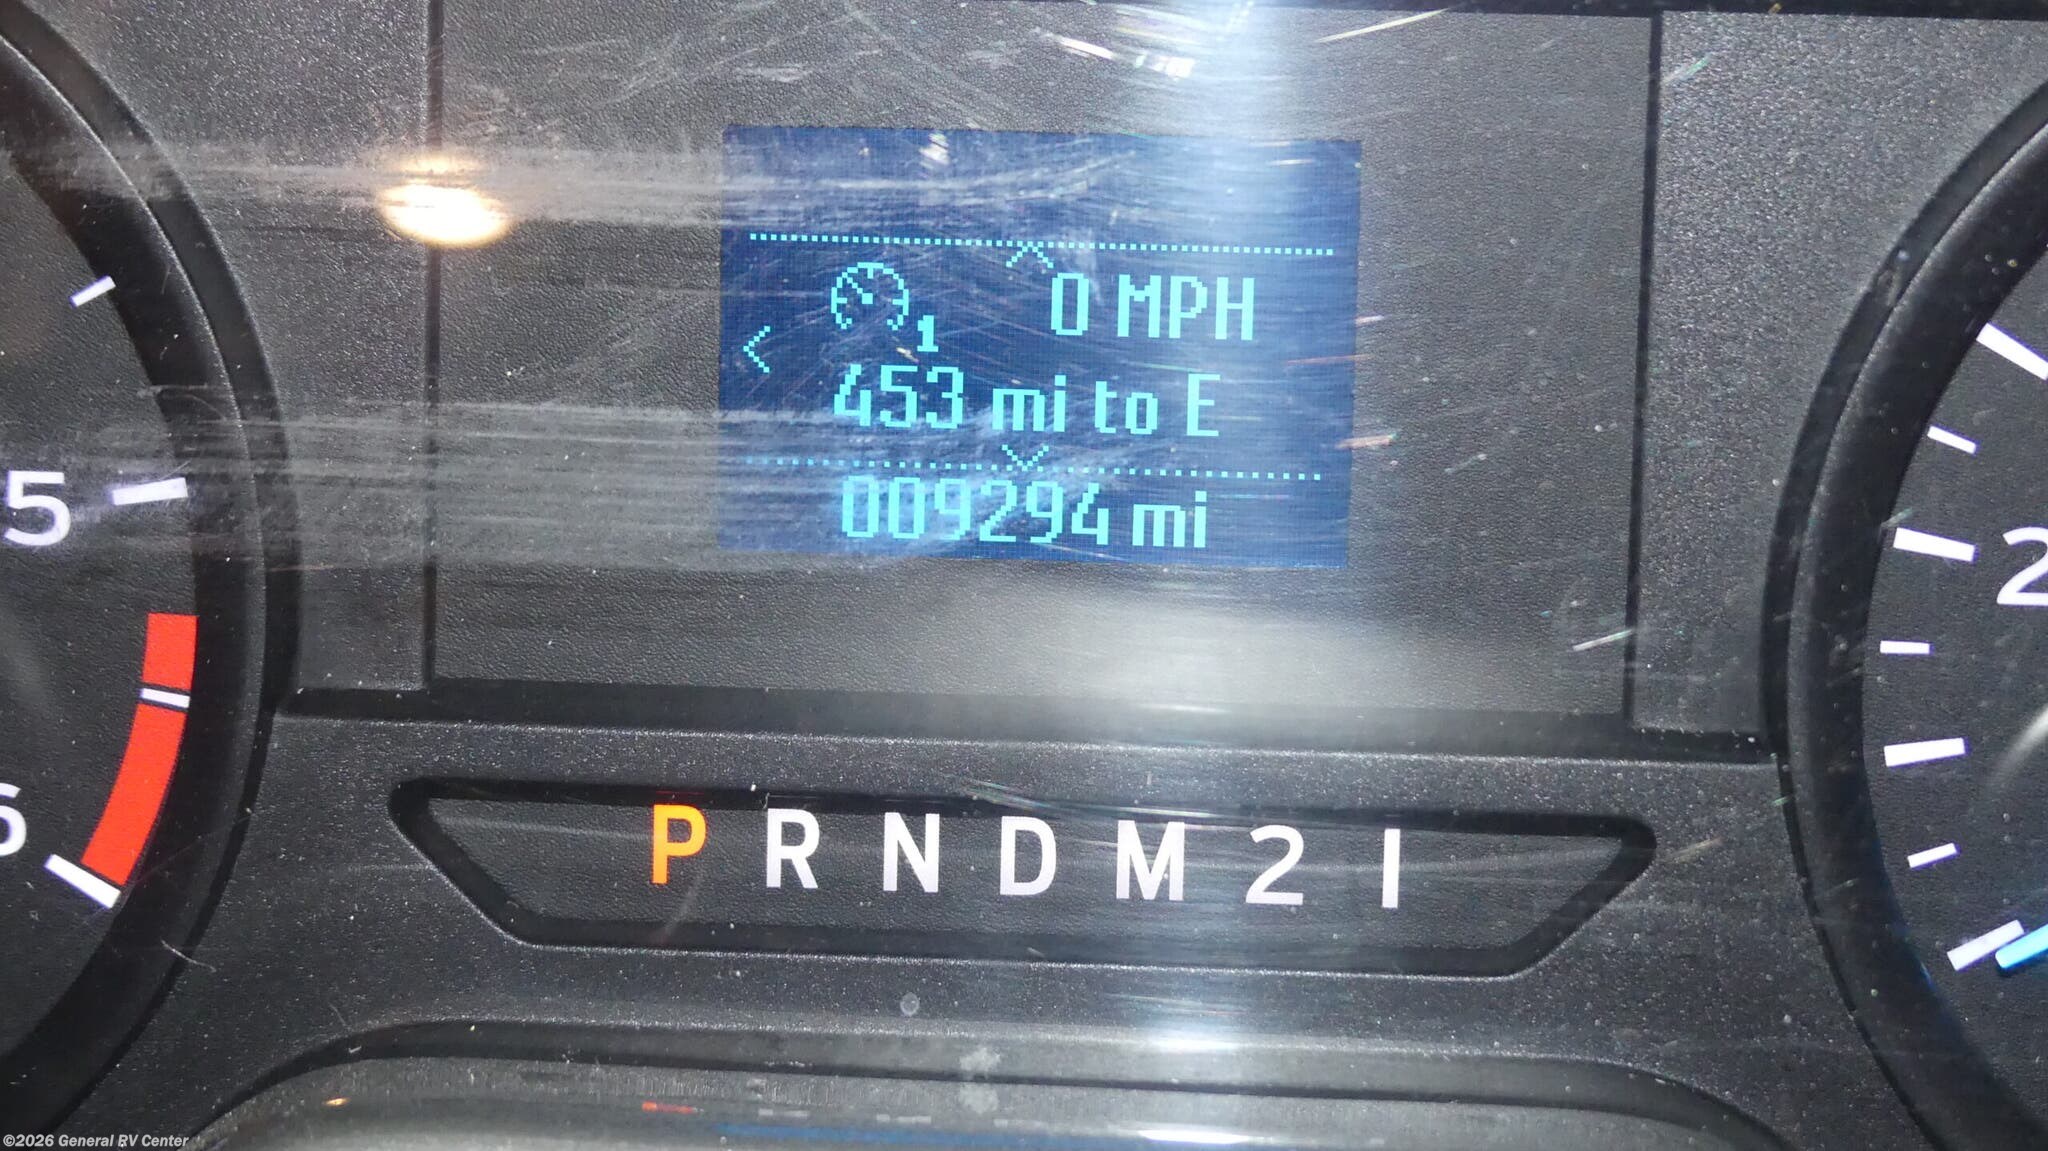 1 0 MPH
453 mi to E
009294 mi
5
2
6
P R N D M 2 1
©2026 General RV Center